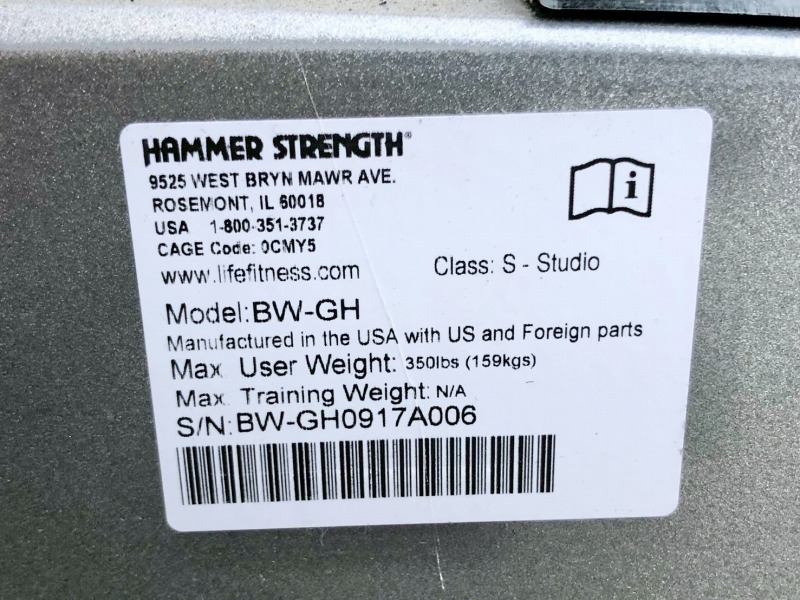 HAMMER STRENGTH®
9525 WEST BRYN MAWR AVE.
ROSEMONT, IL 60018
USA 1-800-351-3737
CAGE Code: 0CMY5
www.lifefitness.com
i
Class: S - Studio
Model:BW-GH
Manufactured in the USA with US and Foreign parts
Max. User Weight: 350lbs (159kgs)
Max. Training Weight: N/A
S/N:BW-GH0917A006